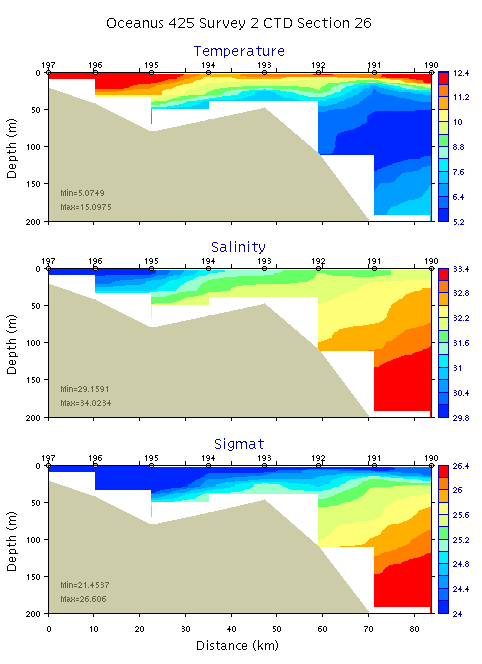 Oceanus 425 Survey 2 CTD Section 26
Temperature
197 196 195 194 193 192 191 190
0
50
100
150
200
Depth (m)
Min=5.0749
Max=15.0975
12.4
11.2
10
8.8
7.6
6.4
5.2
Salinity
197 196 195 194 193 192 191 190
0
50
100
150
200
Depth (m)
Min=29.1591
Max=34.0234
33.4
32.8
32.2
31.6
31
30.4
29.8
Sigmat
197 196 195 194 193 192 191 190
0
50
100
150
200
Depth (m)
Min=21.4537
Max=26.606
26.4
26
25.6
25.2
24.8
24.4
24
0 10 20 30 40 50 60 70 80
Distance (km)